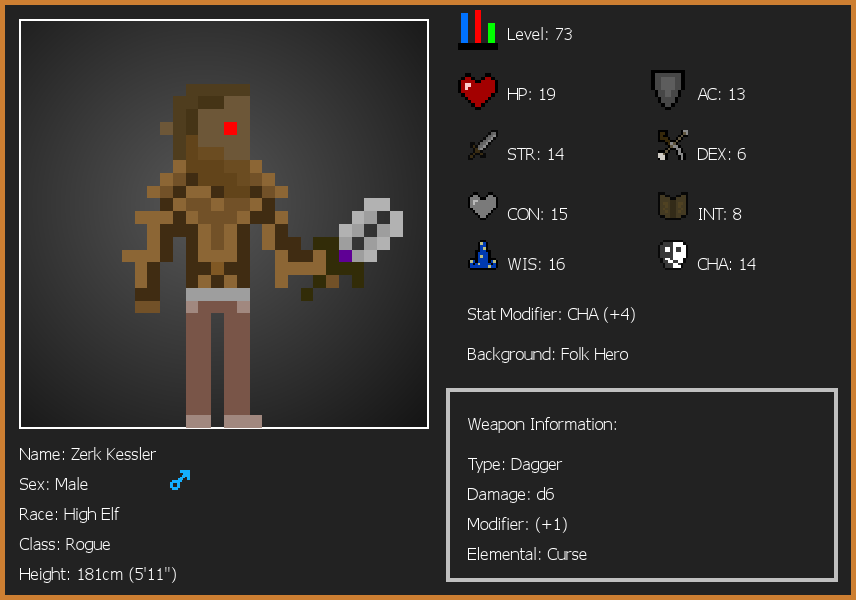 Level: 73
HP: 19
AC: 13
STR: 14
DEX: 6
CON: 15
INT: 8
WIS: 16
CHA: 14
Stat Modifier: CHA (+4)
Background: Folk Hero
Weapon Information:
Type: Dagger
Damage: d6
Modifier: (+1)
Elemental: Curse
Name: Zerk Kessler
Sex: Male
Race: High Elf
Class: Rogue
Height: 181cm (5'11")